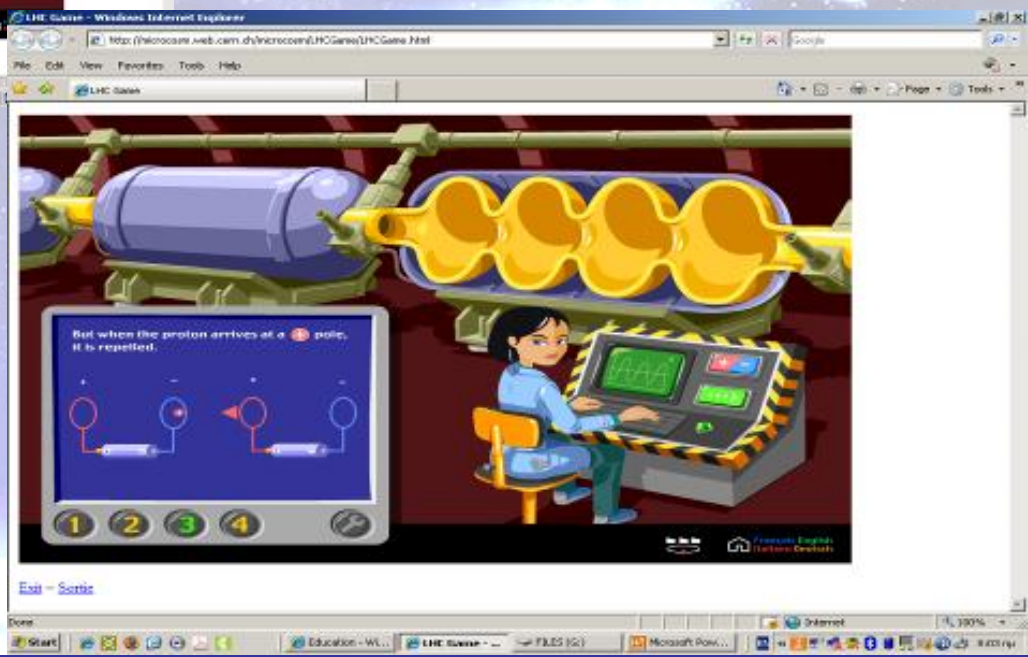 LHC Game - Windows Internet Explorer
http://microcosm.web.cern.ch/microcosm/LHCGame/LHCGame.html
Google
File Edit View Favorites Tools Help
LHC Game
Page Tools
But when the proton arrives at a + pole,
it is repelled.
+ - + -
+ -
1 2 3 4
Français English
Italiano Deutsch
Exit - Sortie
Done
Internet
100%
Start
Education - Wi...
LHC Game - ...
FILES (G:)
Microsoft Pow...